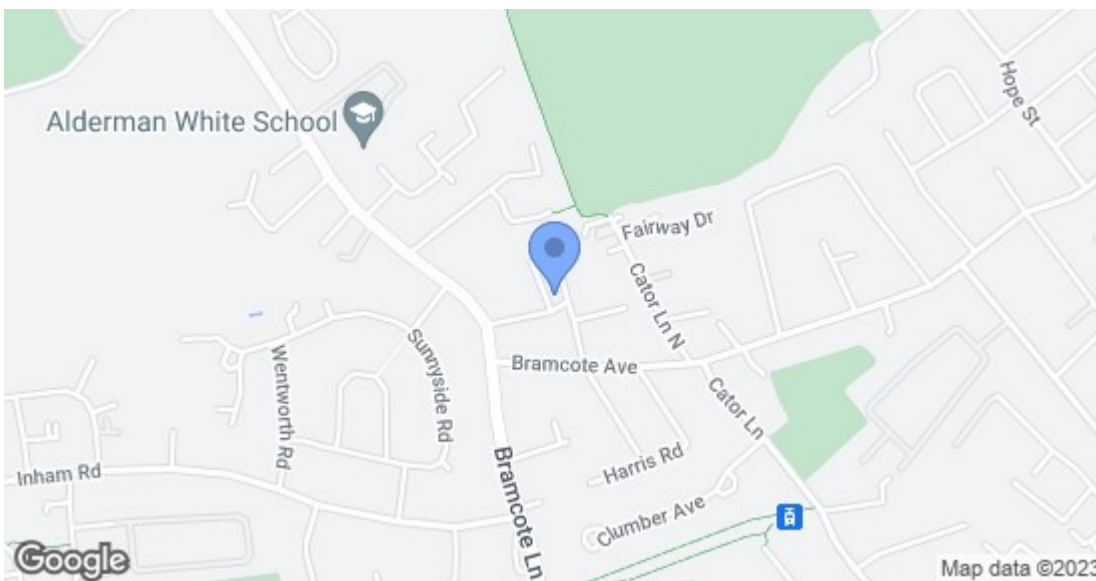 Hope St
Alderman White School
Fairway Dr
Cator Ln N
Sunnyside Rd
Wentworth Rd
Bramcote Ave
Cator Ln
Inham Rd
Bramcote Ln
Harris Rd
Clumber Ave
Google
Map data ©2023